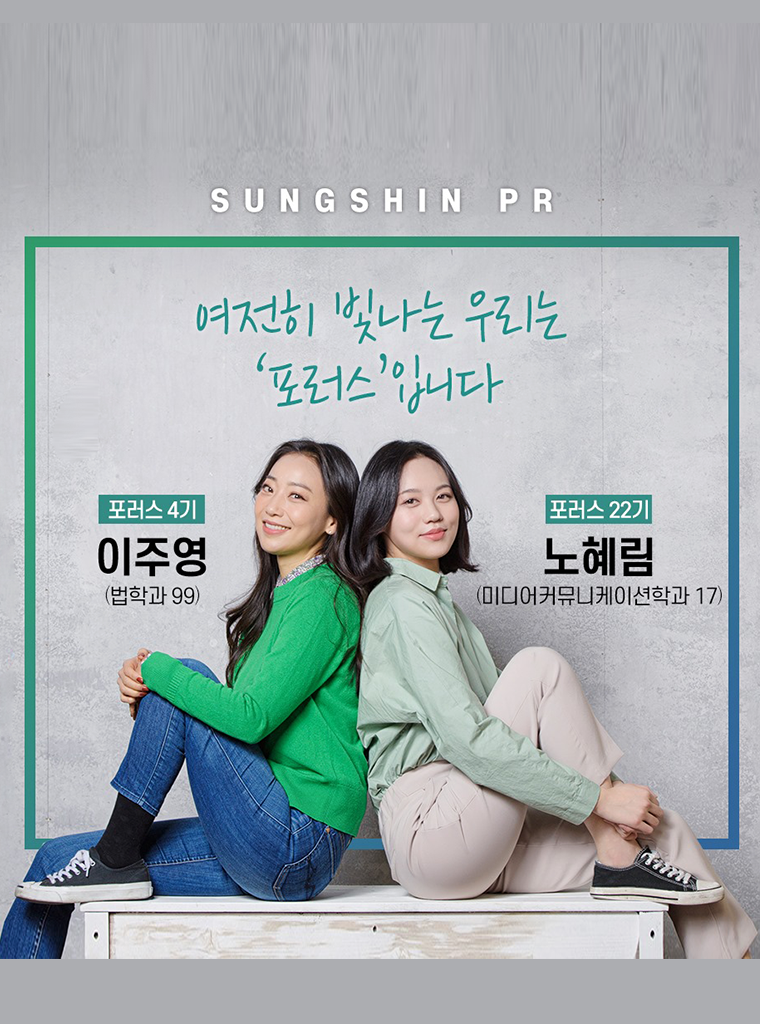 SUNGSHIN PR
여전히 빛나는 우리는
‘포러스’입니다
포러스 4기
이주영
(법학과 99)
포러스 22기
노혜림
(미디어커뮤니케이션학과 17)